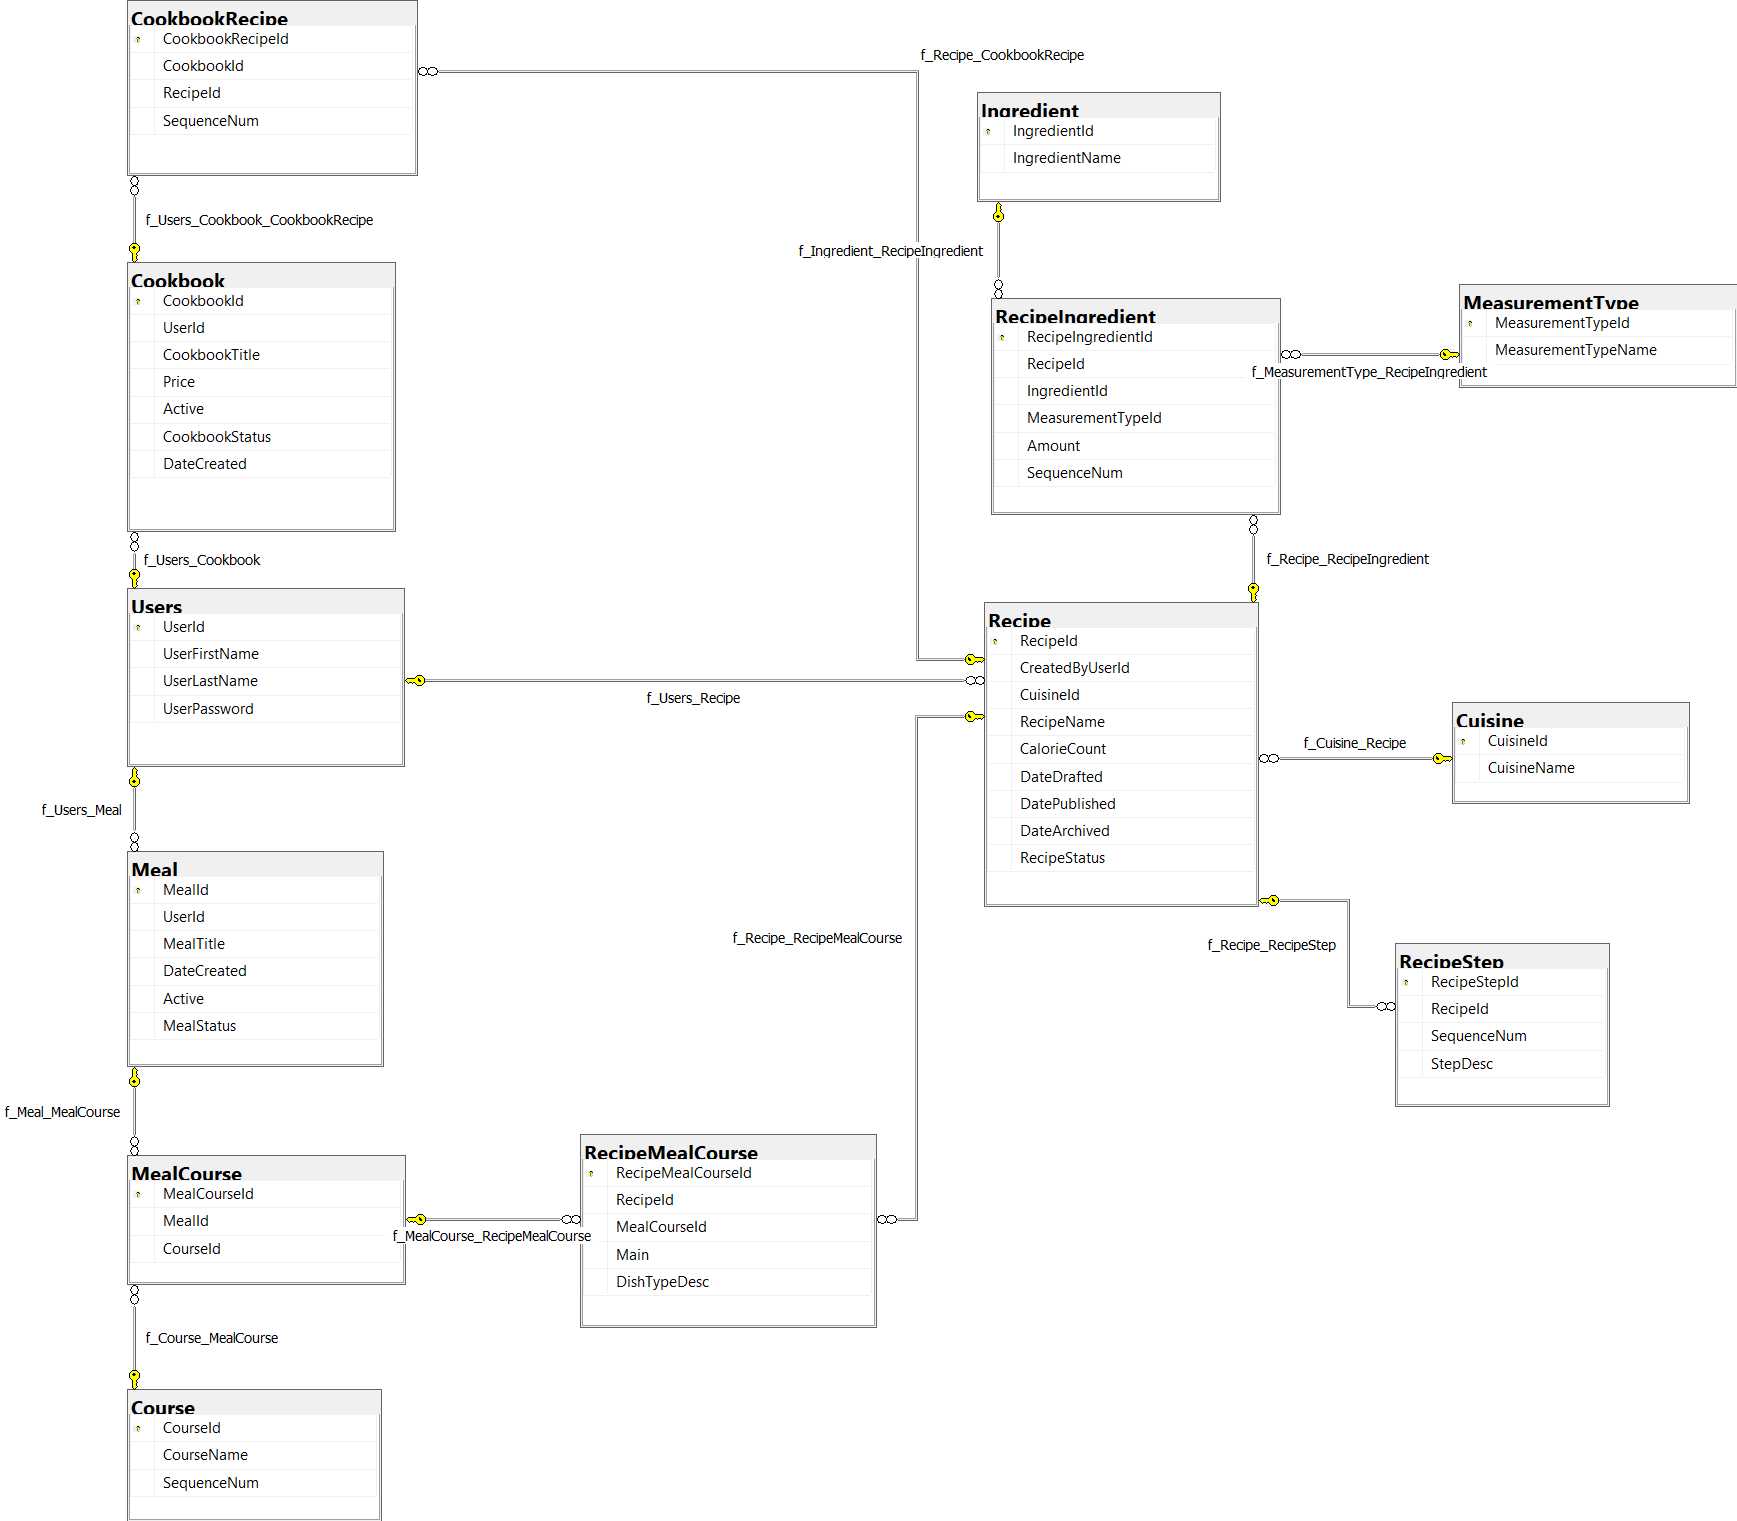 CookbookRecipe
CookbookRecipeId
CookbookId
RecipeId
SequenceNum
f_Recipe_CookbookRecipe
f_Users_Cookbook_CookbookRecipe
Cookbook
CookbookId
UserId
CookbookTitle
Price
Active
CookbookStatus
DateCreated
f_Users_Cookbook
Users
UserId
UserFirstName
UserLastName
UserPassword
f_Users_Recipe
f_Users_Meal
Meal
MealId
UserId
MealTitle
DateCreated
Active
MealStatus
f_Meal_MealCourse
MealCourse
MealCourseId
MealId
CourseId
f_MealCourse_RecipeMealCourse
f_Course_MealCourse
Course
CourseId
CourseName
SequenceNum
RecipeMealCourse
RecipeMealCourseId
RecipeId
MealCourseId
Main
DishTypeDesc
f_Recipe_RecipeMealCourse
Ingredient
IngredientId
IngredientName
f_Ingredient_RecipeIngredient
RecipeIngredient
RecipeIngredientId
RecipeId
IngredientId
MeasurementTypeId
Amount
SequenceNum
MeasurementType
MeasurementTypeId
MeasurementTypeName
f_MeasurementType_RecipeIngredient
f_Recipe_RecipeIngredient
Recipe
RecipeId
CreatedByUserId
CuisineId
RecipeName
CalorieCount
DateDrafted
DatePublished
DateArchived
RecipeStatus
f_Cuisine_Recipe
Cuisine
CuisineId
CuisineName
f_Recipe_RecipeStep
RecipeStep
RecipeStepId
RecipeId
SequenceNum
StepDesc